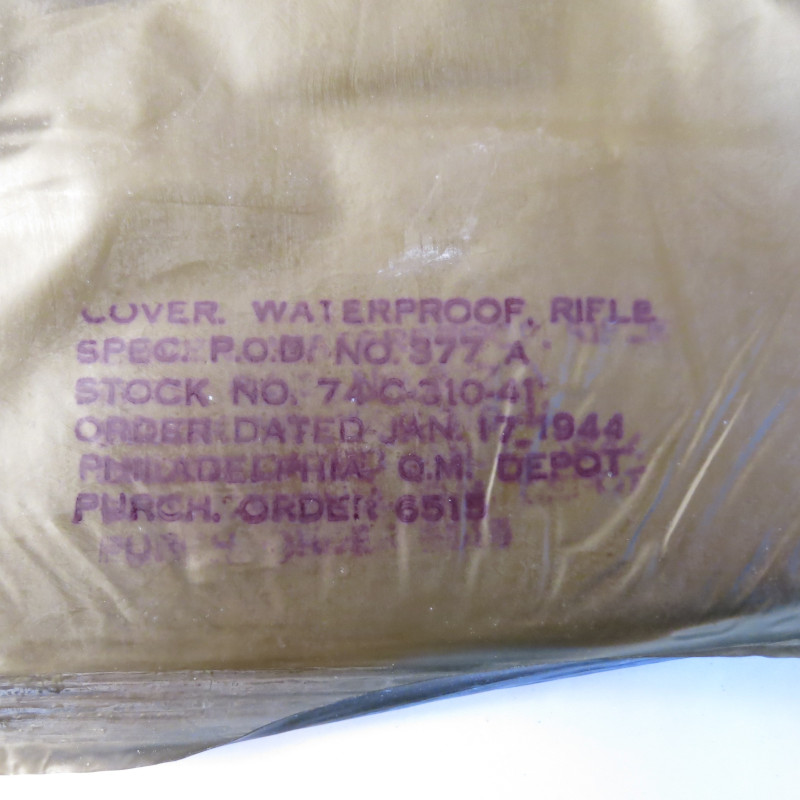 COVER, WATERPROOF, RIFLE
SPEC. P.Q.D. NO. 377 A
STOCK NO. 74-C-310-41
ORDER DATED JAN. 17, 1944
PHILADELPHIA Q.M. DEPOT
PURCH. ORDER 6515